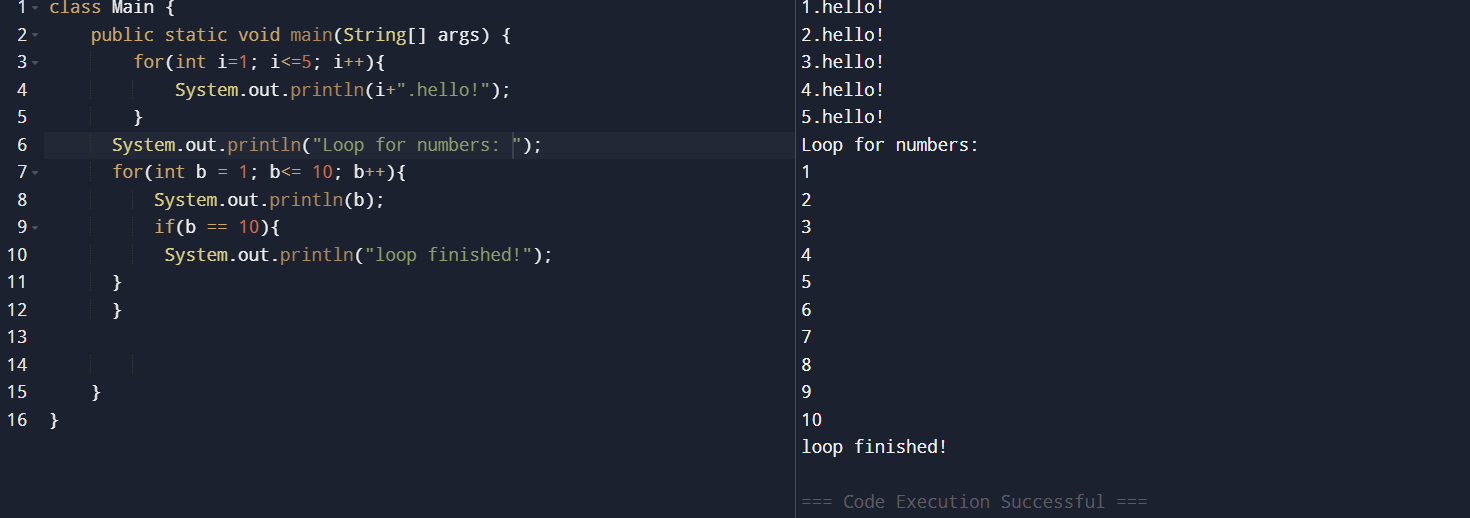 1 class Main {
2     public static void main(String[] args) {
3         for(int i=1; i<=5; i++){
4             System.out.println(i+".hello!");
5         }
6       System.out.println("Loop for numbers: ");
7       for(int b = 1; b<= 10; b++){
8           System.out.println(b);
9           if(b == 10){
10            System.out.println("loop finished!");
11      }
12      }
13
14
15    }
16 }
1.hello!
2.hello!
3.hello!
4.hello!
5.hello!
Loop for numbers:
1
2
3
4
5
6
7
8
9
10
loop finished!
=== Code Execution Successful ===